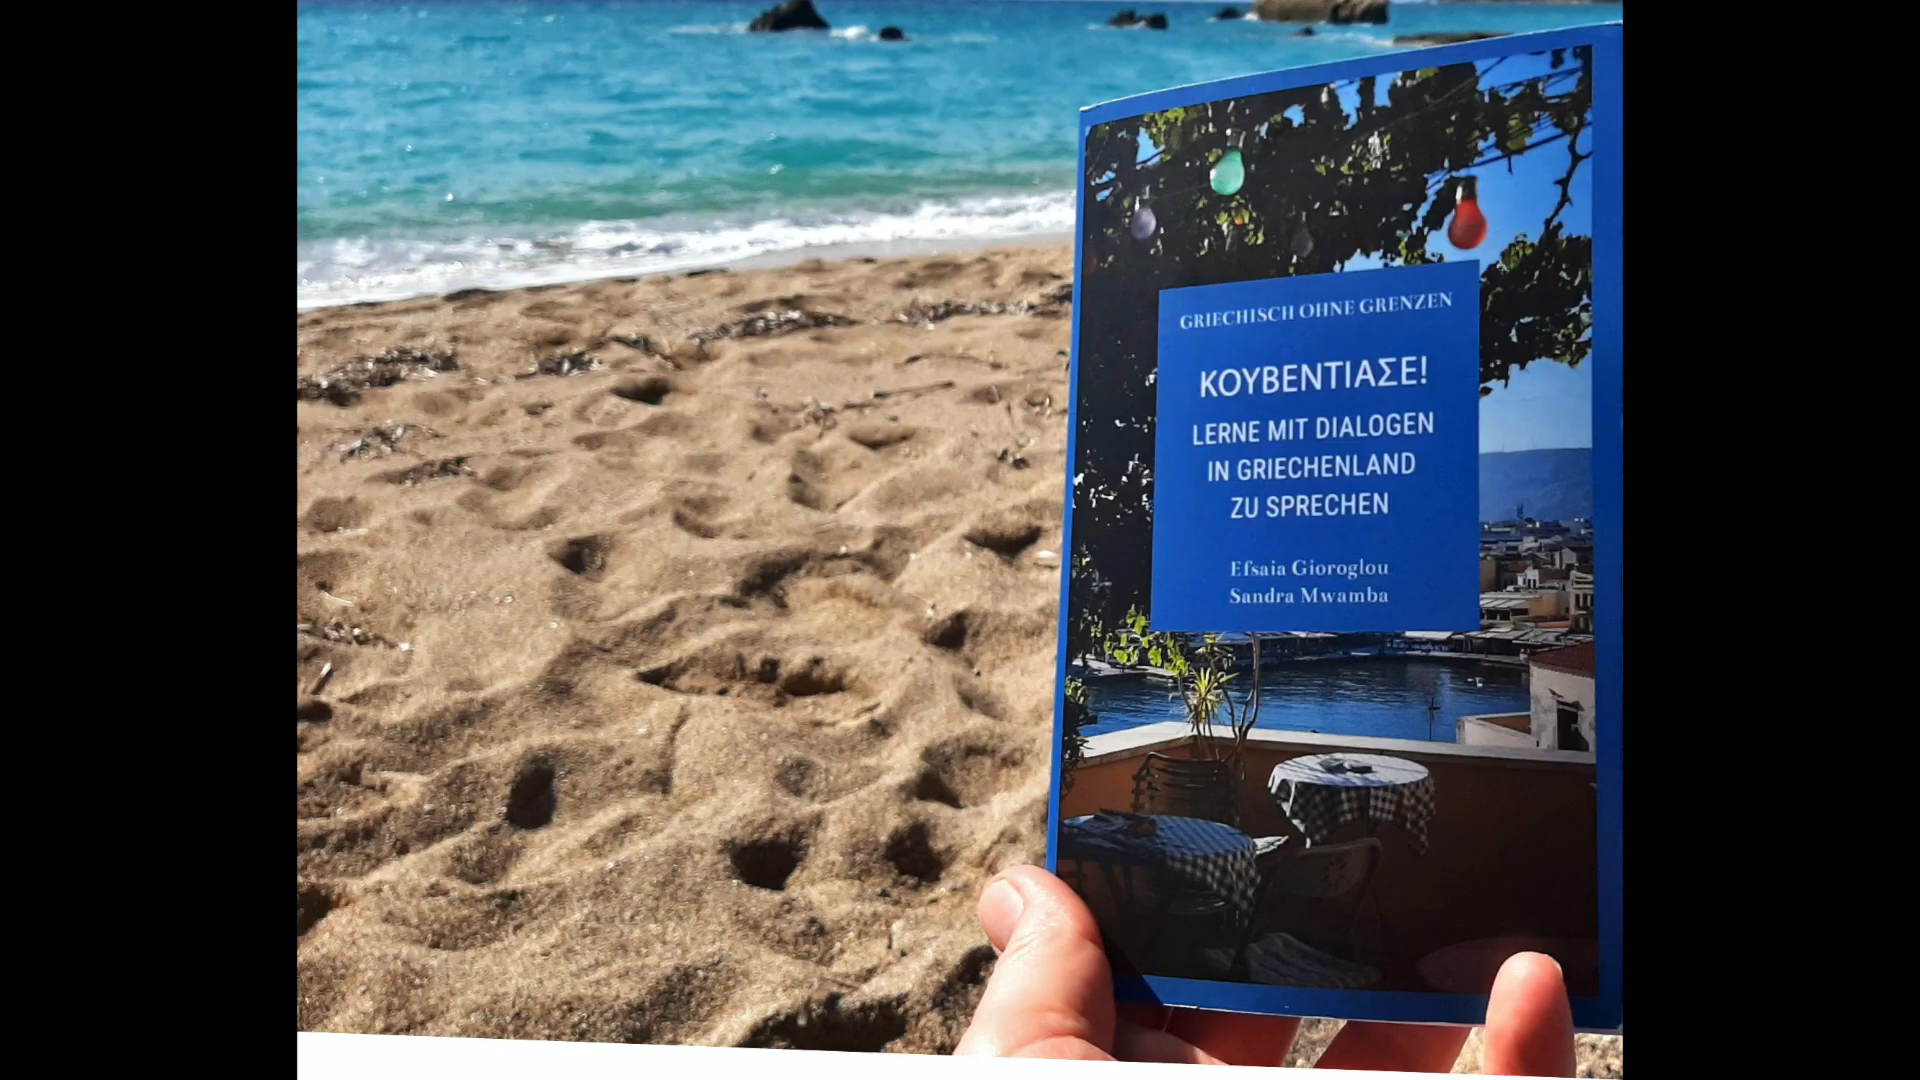 GRIECHISCH OHNE GRENZEN
ΚΟΥΒΕΝΤΙΑΣΕ!
LERNE MIT DIALOGEN
IN GRIECHENLAND
ZU SPRECHEN
Efsaia Gioroglou
Sandra Mwamba